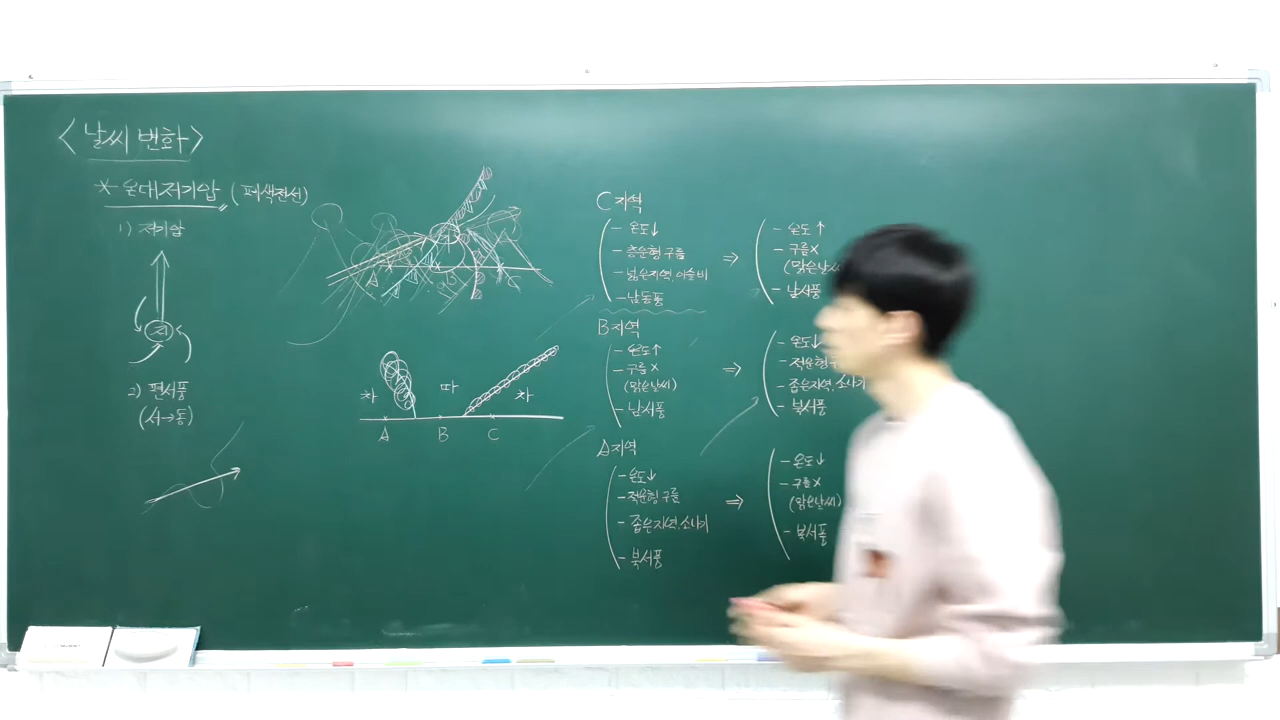 <날씨 변화>
* 온대저기압 (폐색전선)
1) 저기압
저
2) 편서풍
(서→동)
차
따
차
A
B
C
C지역
- 온도↓
- 층운형 구름
- 넓은지역, 이슬비
- 남동풍
⇒
- 온도↑
- 구름×
(맑은날씨
- 남서풍
B지역
- 온도↑
- 구름×
(맑은날씨)
- 남서풍
⇒
- 온도↓
- 적운형
- 좁은지역, 소나기
- 북서풍
A지역
- 온도↓
- 적운형 구름
- 좁은지역, 소나기
- 북서풍
⇒
- 온도↓
- 구름×
(맑은날씨)
- 북서풍